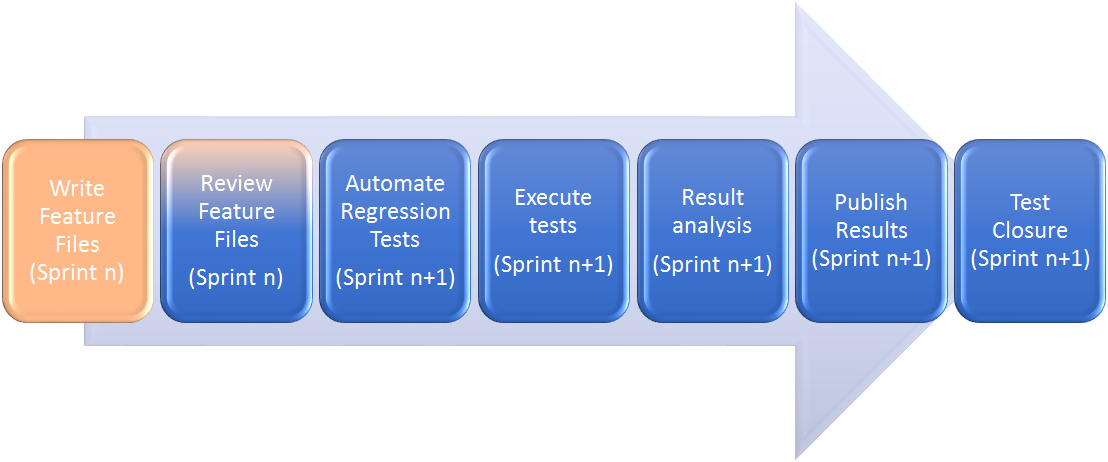 Write
Feature
Files
(Sprint n)
Review
Feature
Files
(Sprint n)
Automate
Regression
Tests
(Sprint n+1)
Execute
tests
(Sprint n+1)
Result
analysis
(Sprint n+1)
Publish
Results
(Sprint n+1)
Test
Closure
(Sprint n+1)